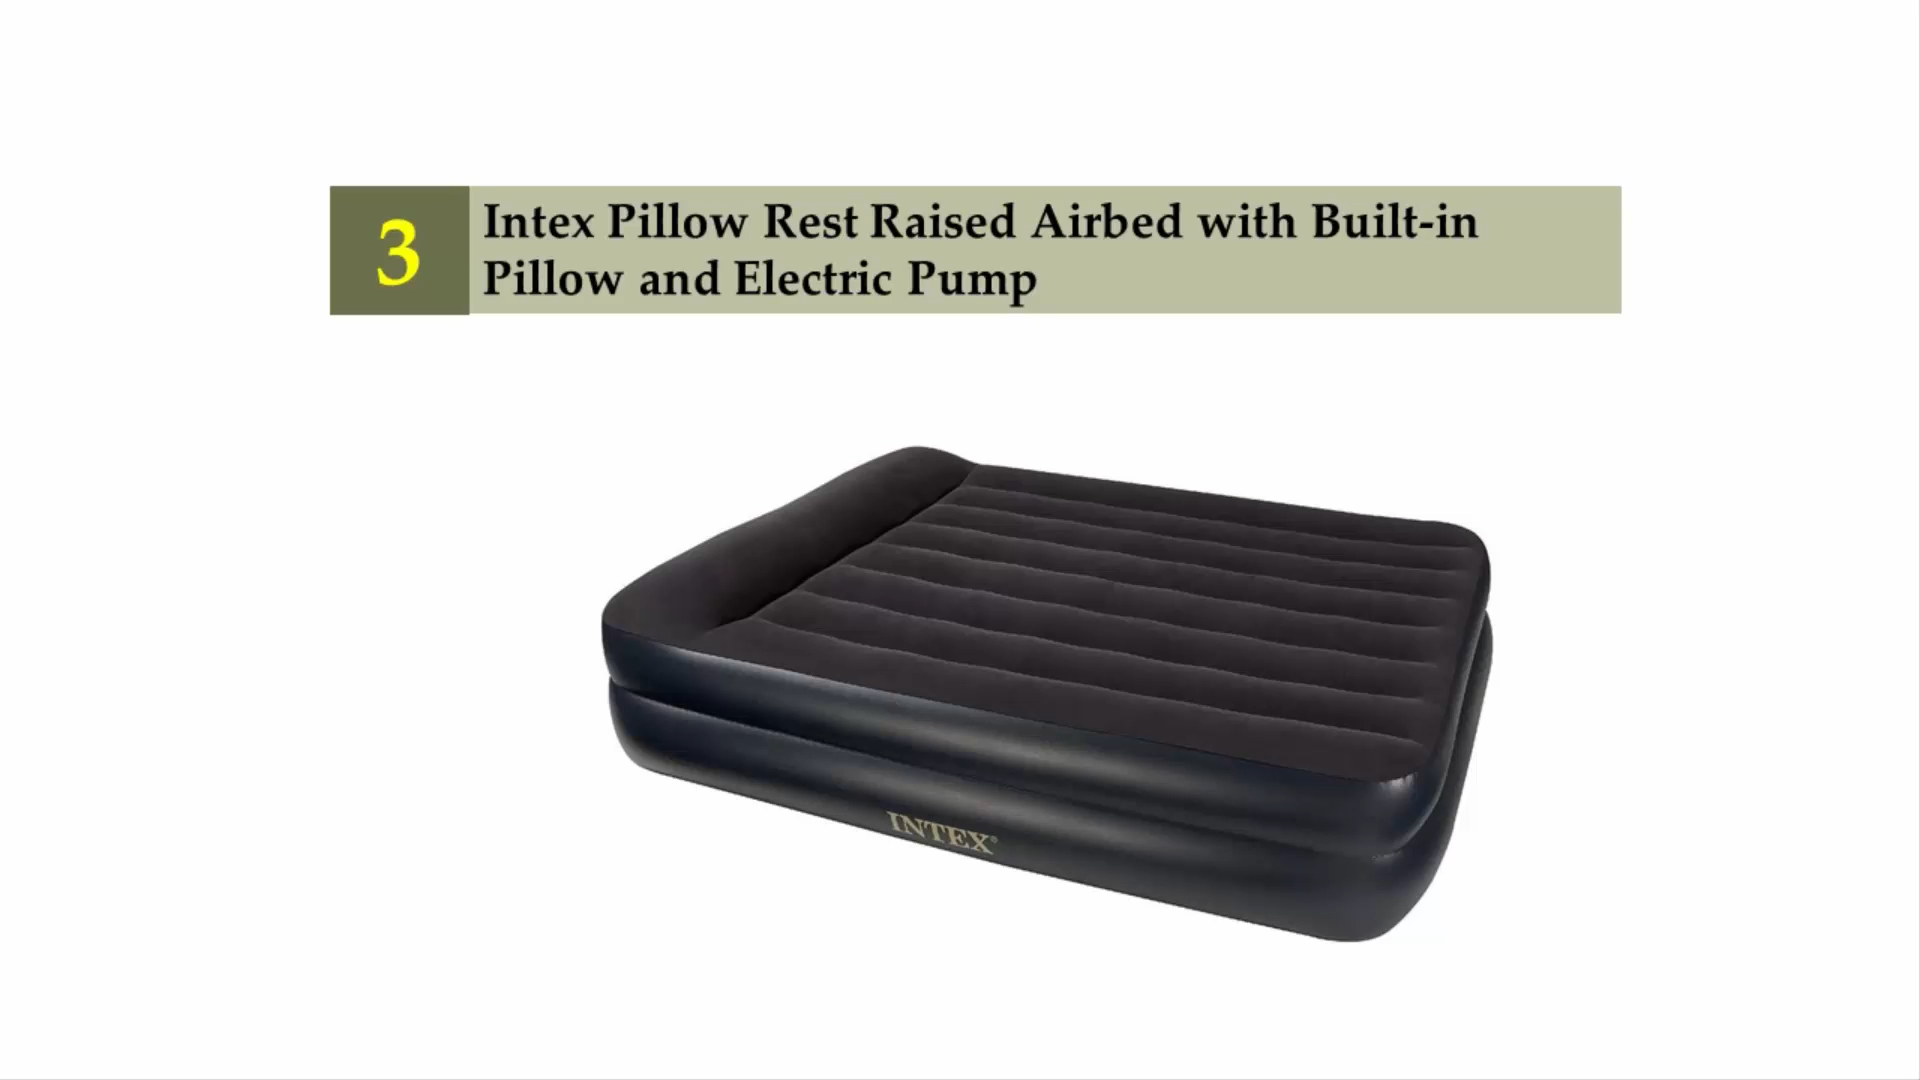 3
Intex Pillow Rest Raised Airbed with Built-in
Pillow and Electric Pump
INTEX®